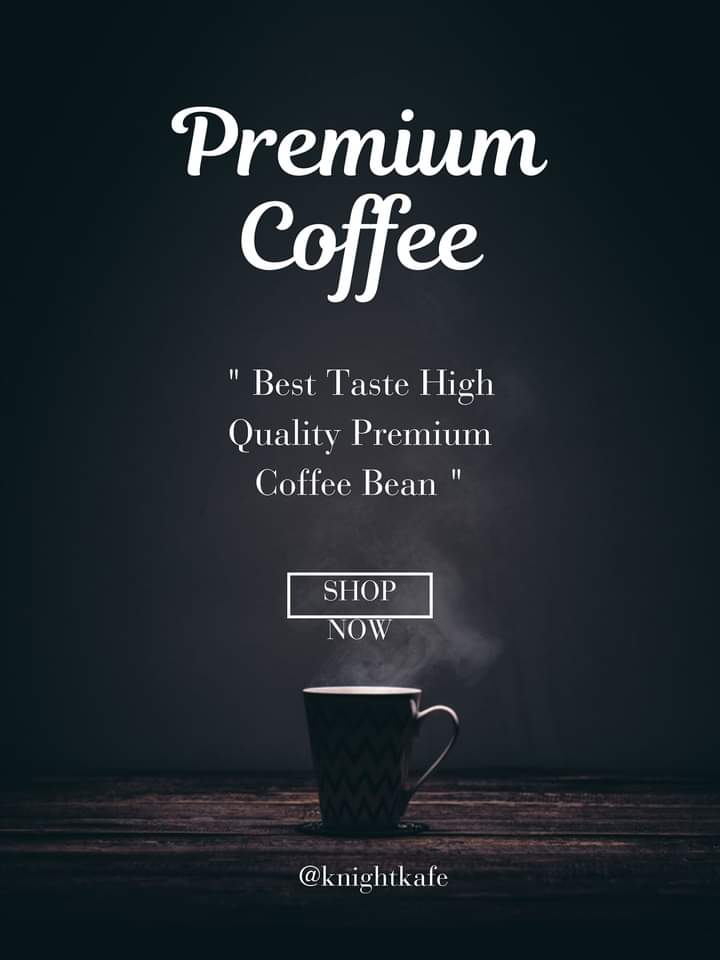 Premium
Coffee
" Best Taste High
Quality Premium
Coffee Bean "
SHOP
NOW
@knightkafe